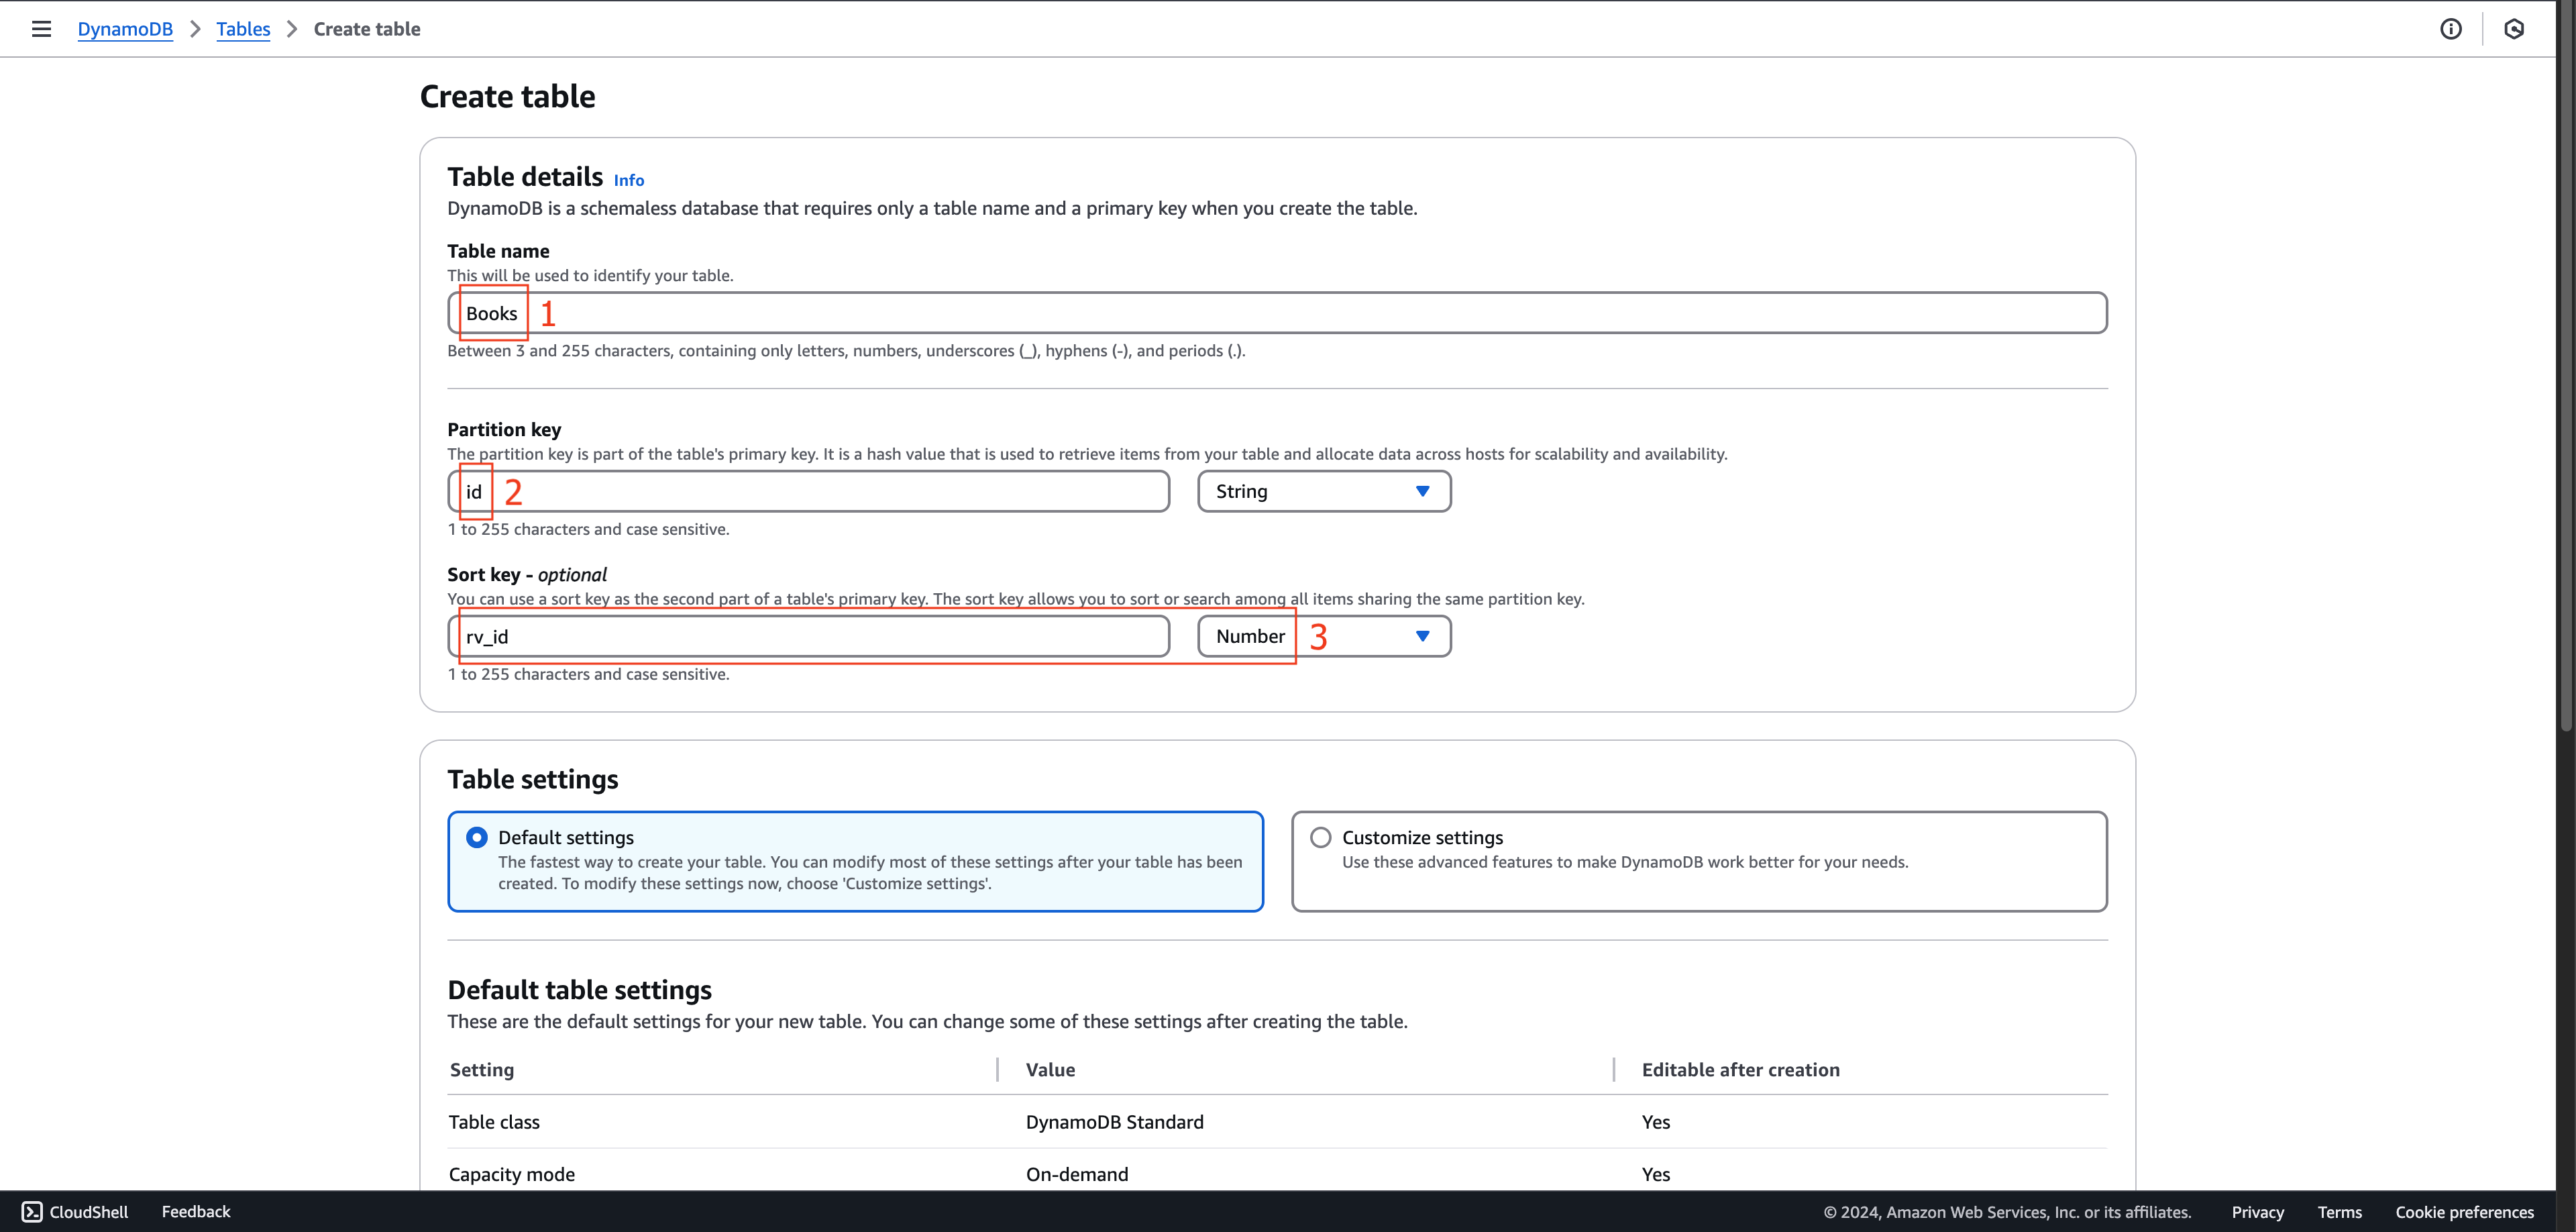 DynamoDB > Tables > Create table
Create table
Table details Info
DynamoDB is a schemaless database that requires only a table name and a primary key when you create the table.
Table name
This will be used to identify your table.
Books 1
Between 3 and 255 characters, containing only letters, numbers, underscores (_), hyphens (-), and periods (.).
Partition key
The partition key is part of the table's primary key. It is a hash value that is used to retrieve items from your table and allocate data across hosts for scalability and availability.
id 2 String
1 to 255 characters and case sensitive.
Sort key - optional
You can use a sort key as the second part of a table's primary key. The sort key allows you to sort or search among all items sharing the same partition key.
rv_id Number 3
1 to 255 characters and case sensitive.
Table settings
Default settings
The fastest way to create your table. You can modify most of these settings after your table has been
created. To modify these settings now, choose 'Customize settings'.
Customize settings
Use these advanced features to make DynamoDB work better for your needs.
Default table settings
These are the default settings for your new table. You can change some of these settings after creating the table.
Setting Value Editable after creation
Table class DynamoDB Standard Yes
Capacity mode On-demand Yes
CloudShell Feedback © 2024, Amazon Web Services, Inc. or its affiliates. Privacy Terms Cookie preferences